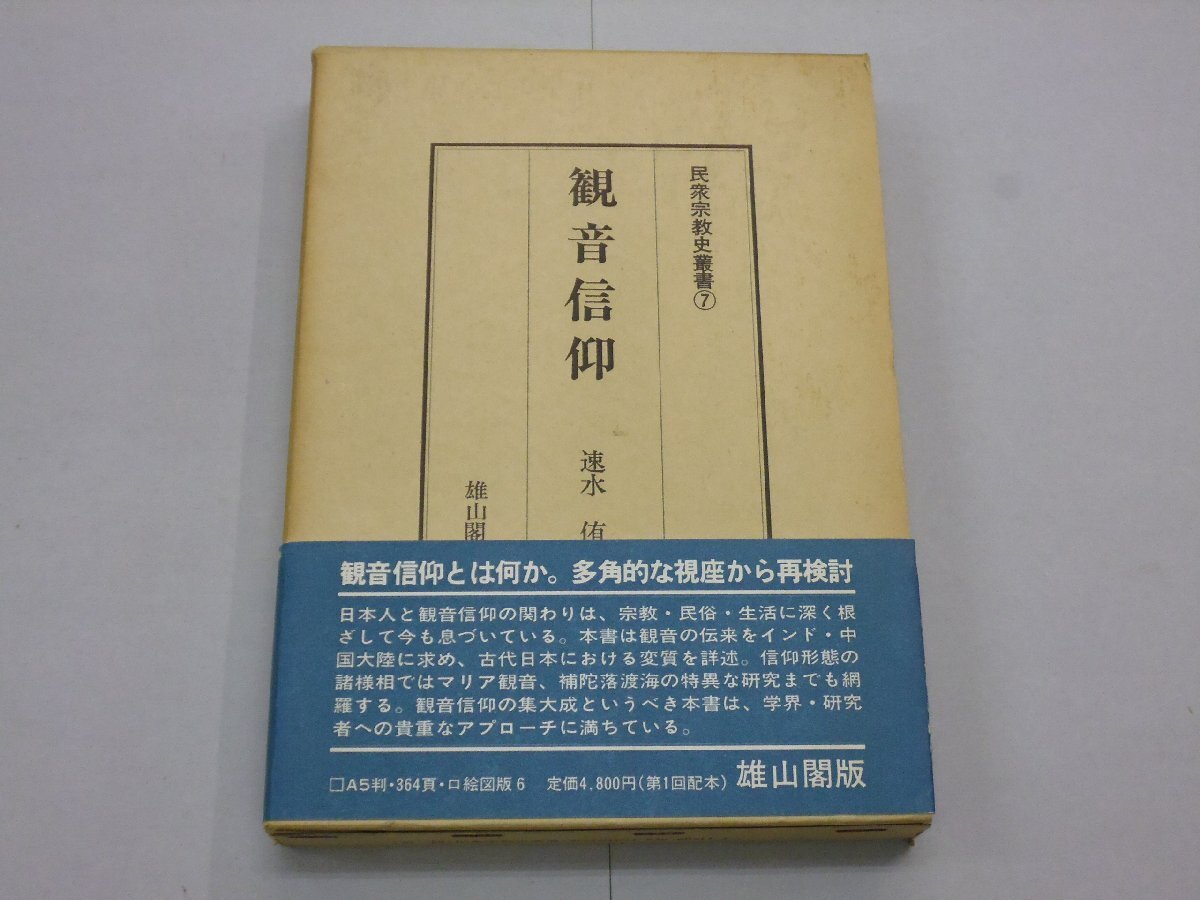 民衆宗教史叢書⑦
観音信仰
速水 侑
雄山閣
観音信仰とは何か。多角的な視座から再検討
日本人と観音信仰の関わりは、宗教・民俗・生活に深く根
ざして今も息づいている。本書は観音の伝来をインド・中
国大陸に求め、古代日本における変質を詳述。信仰形態の
諸様相ではマリア観音、補陀落渡海の特異な研究までも網
羅する。観音信仰の集大成というべき本書は、学界・研究
者への貴重なアプローチに満ちている。
□A5判・364頁・口絵図版6 定価4,800円(第1回配本) 雄山閣版